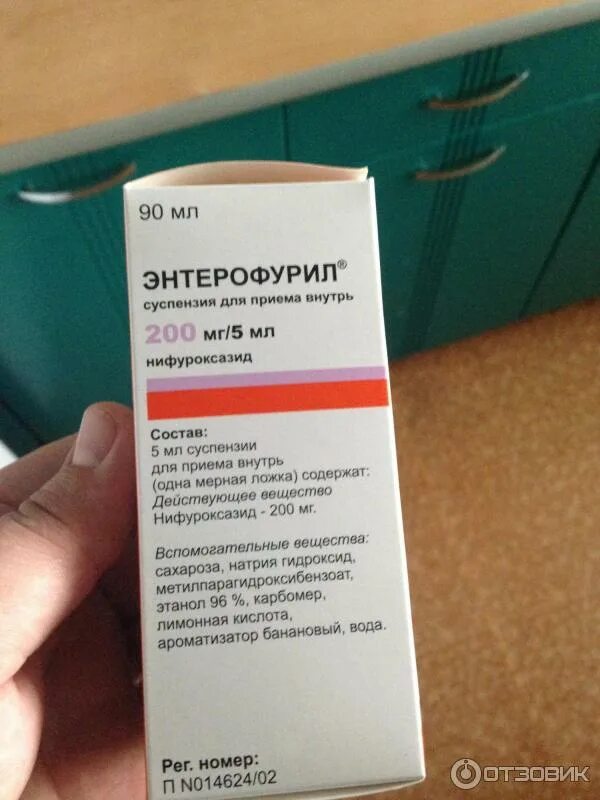 90 мл
ЭНТЕРОФУРИЛ®
суспензия для приема внутрь
200 мг/5 мл
нифуроксазид
Состав:
5 мл суспензии
для приема внутрь
(одна мерная ложка) содержат:
Действующее вещество
Нифуроксазид - 200 мг.
Вспомогательные вещества:
сахароза, натрия гидроксид,
метилпарагидроксибензоат,
этанол 96 %, карбомер,
лимонная кислота,
ароматизатор банановый, вода.
Рег. номер:
П N014624/02
ОТЗОВИК